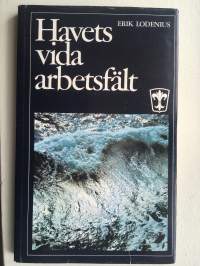 ERIK LODENIUS
Havets
vida
arbetsfält